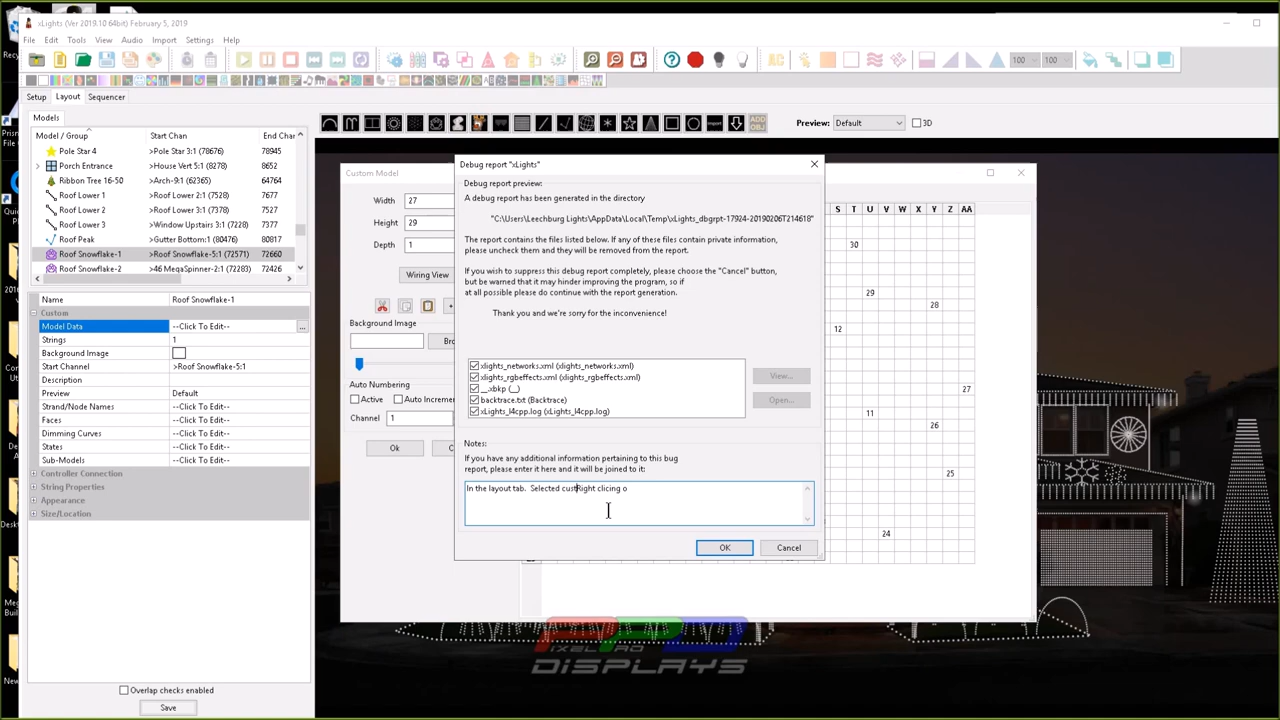 xLights (Ver 2019.10 64bit) February 5, 2019
File Edit Tools View Audio Import Settings Help
100 100
Setup Layout Sequencer
Models
Preview: Default 3D
Model / Group Start Chan End Char
Pole Star 4 >Pole Star 3:1 (78676) 78945
Porch Entrance >House Vert 5:1 (8278) 8652
Ribbon Tree 16-50 >Arch-9:1 (62365) 64764
Roof Lower 1 >Roof Lower 2:1 (7528) 7677
Roof Lower 2 >Roof Lower 3:1 (7378) 7527
Roof Lower 3 >Window Upstairs 3:1 (7228) 7377
Roof Peak >Gutter Bottom:1 (80476) 80817
Roof Snowflake-1 >Roof Snowflake-5:1 (72571) 72660
Roof Snowflake-2 >46 MegaSpinner-2:1 (72283) 72426
Name Roof Snowflake-1
Custom
Model Data --Click To Edit-- ...
Strings 1
Background Image
Start Channel >Roof Snowflake-5:1
Description
Preview Default
Strand/Node Names --Click To Edit--
Faces --Click To Edit--
Dimming Curves --Click To Edit--
States --Click To Edit--
Sub-Models --Click To Edit--
Controller Connection
String Properties
Appearance
Size/Location
Overlap checks enabled
Save
Custom Model
Width 27
Height 29
Depth 1
Wiring View
Background Image
Bro
Auto Numbering
Active Auto Increme
Channel 1
Ok C
S T U V W X Y Z AA
30
29
28
12
27
11
26
25
24
Debug report "xLights"
Debug report preview:
A debug report has been generated in the directory
"C:\Users\Leechburg Lights\AppData\Local\Temp\xLights_dbgrpt-17924-20190206T214618"
The report contains the files listed below. If any of these files contain private information,
please uncheck them and they will be removed from the report.
If you wish to suppress this debug report completely, please choose the "Cancel" button,
but be warned that it may hinder improving the program, so if
at all possible please do continue with the report generation.
Thank you and we're sorry for the inconvenience!
xlights_networks.xml (xlights_networks.xml)
xlights_rgbeffects.xml (xlights_rgbeffects.xml)
__.xbkp (__)
backtrace.txt (Backtrace)
xLights_l4cpp.log (xLights_l4cpp.log)
View...
Open...
Notes:
If you have any additional information pertaining to this bug
report, please enter it here and it will be joined to it:
In the layout tab.  Selected custRight clicing o
OK Cancel
PIXEL PRO
DISPLAYS